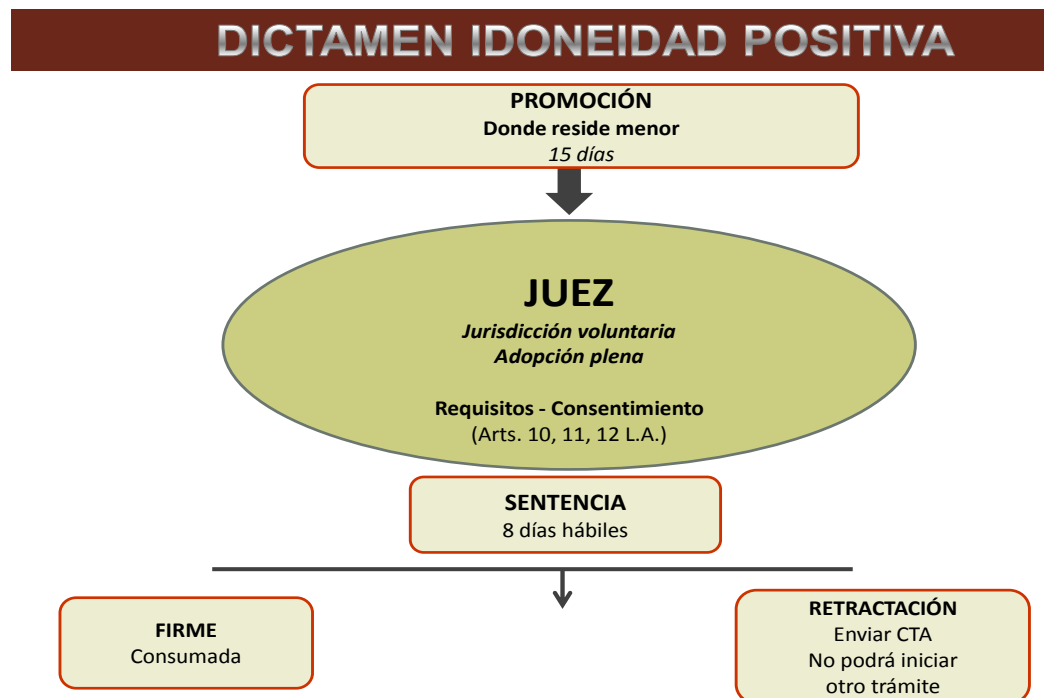 DICTAMEN IDONEIDAD POSITIVA
PROMOCIÓN
Donde reside menor
15 días
JUEZ
Jurisdicción voluntaria
Adopción plena
Requisitos - Consentimiento
(Arts. 10, 11, 12 L.A.)
SENTENCIA
8 días hábiles
FIRME
Consumada
RETRACTACIÓN
Enviar CTA
No podrá iniciar
otro trámite